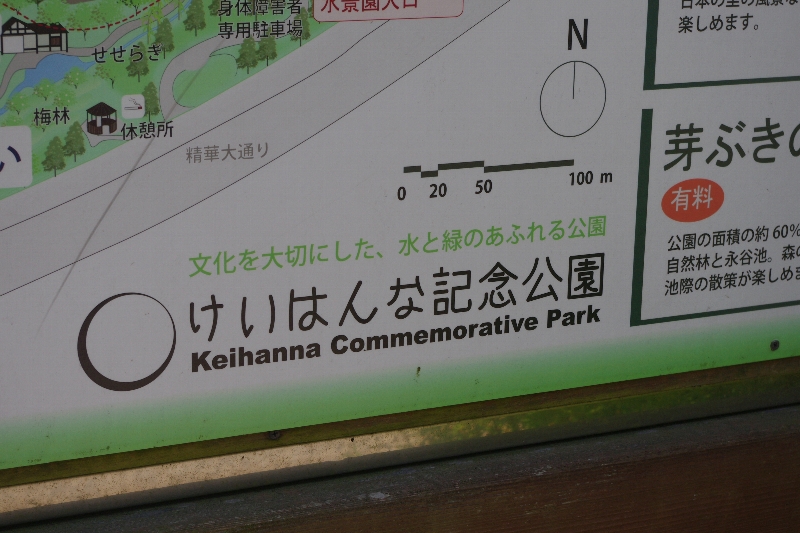 身体障害者
専用駐車場
水景園入口
せせらぎ
梅林
休憩所
い
精華大通り
N
0 20 50 100 m
文化を大切にした、水と緑のあふれる公園
けいはんな記念公園
Keihanna Commemorative Park
日本の里の風景な
楽しめます。
芽ぶきの
有料
公園の面積の約 60%
自然林と永谷池。森の
池際の散策が楽しめま